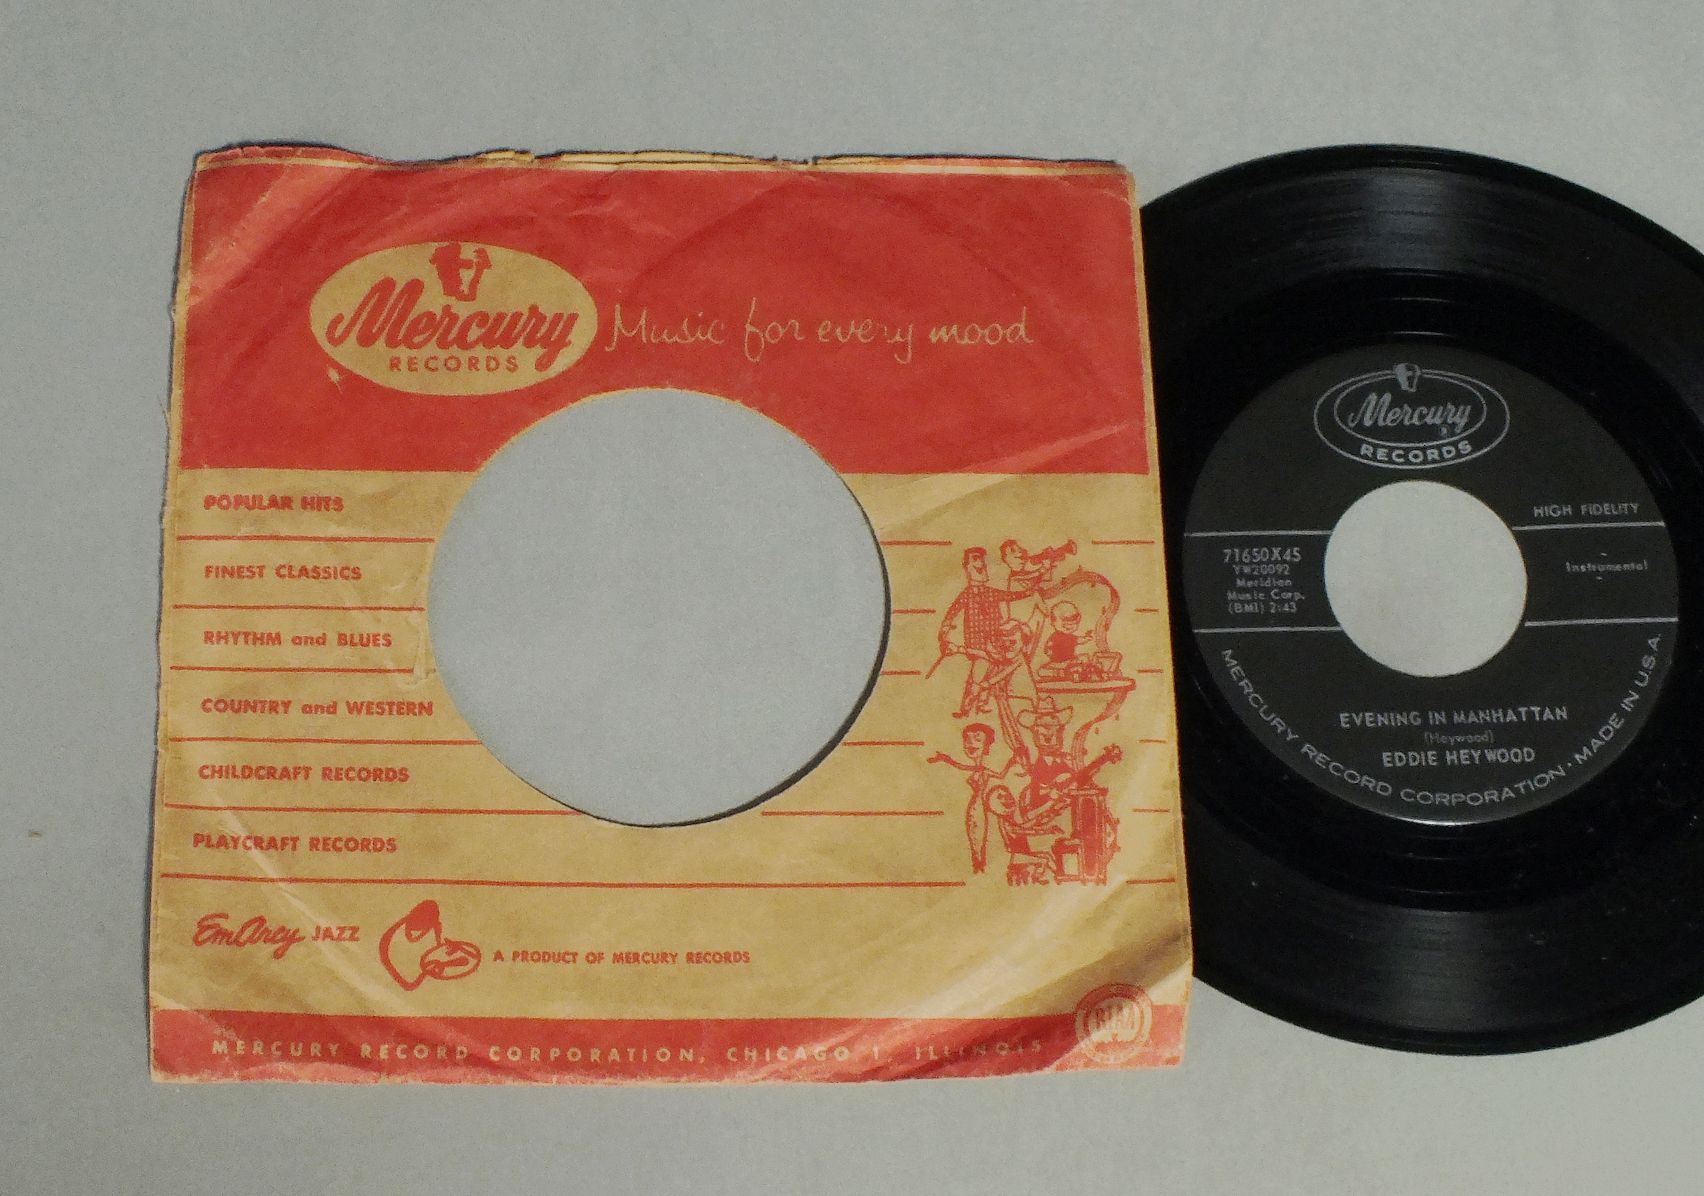 Mercury
RECORDS
Music for every mood
POPULAR HITS
FINEST CLASSICS
RHYTHM and BLUES
COUNTRY and WESTERN
CHILDCRAFT RECORDS
PLAYCRAFT RECORDS
EmArcy JAZZ
A PRODUCT OF MERCURY RECORDS
MERCURY RECORD CORPORATION, CHICAGO 1, ILLINOIS
RIAA
Mercury
RECORDS
HIGH FIDELITY
71650X45
YW20092
Meridian
Music Corp.
(BMI) 2:43
Instrumental
EVENING IN MANHATTAN
(Heywood)
EDDIE HEYWOOD
MERCURY RECORD CORPORATION · MADE IN U.S.A.